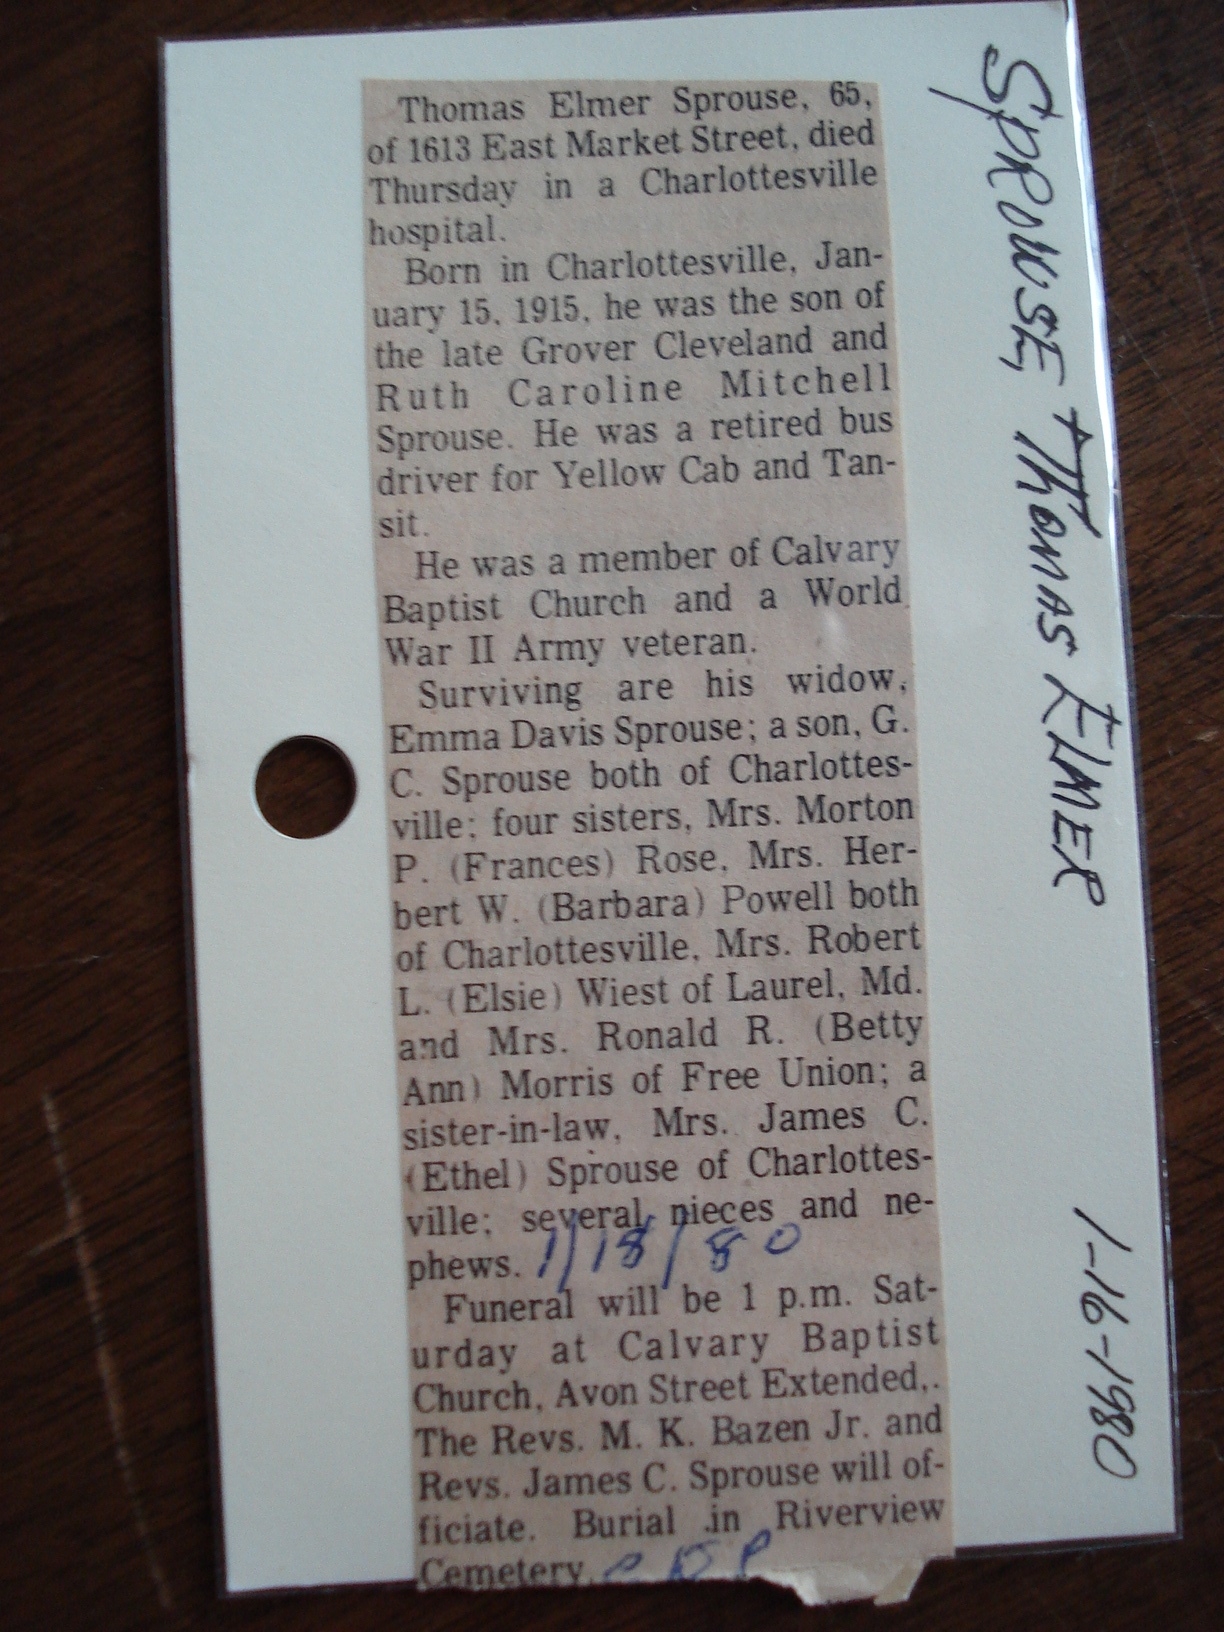 Thomas Elmer Sprouse, 65,
of 1613 East Market Street, died
Thursday in a Charlottesville
hospital.
Born in Charlottesville, Jan-
uary 15, 1915, he was the son of
the late Grover Cleveland and
Ruth Caroline Mitchell
Sprouse. He was a retired bus
driver for Yellow Cab and Tan-
sit.
He was a member of Calvary
Baptist Church and a World
War II Army veteran.
Surviving are his widow,
Emma Davis Sprouse; a son, G.
C. Sprouse both of Charlottes-
ville; four sisters, Mrs. Morton
P. (Frances) Rose, Mrs. Her-
bert W. (Barbara) Powell both
of Charlottesville, Mrs. Robert
L. (Elsie) Wiest of Laurel, Md.
and Mrs. Ronald R. (Betty
Ann) Morris of Free Union; a
sister-in-law, Mrs. James C.
(Ethel) Sprouse of Charlottes-
ville; several nieces and ne-
phews. 1/18/80
Funeral will be 1 p.m. Sat-
urday at Calvary Baptist
Church, Avon Street Extended,.
The Revs. M. K. Bazen Jr. and
Revs. James C. Sprouse will of-
ficiate. Burial in Riverview
Cemetery.
SPROUSE, THOMAS ELMER 1-16-1980